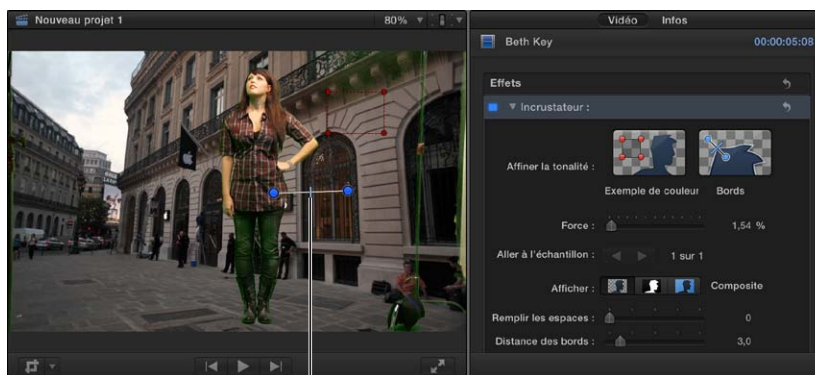 Nouveau projet 1
80%
Vidéo Infos
Beth Key 00:00:05:08
Effets
Incrustateur :
Affiner la tonalité :
Exemple de couleur Bords
Force : 1,54 %
Aller à l'échantillon : 1 sur 1
Afficher : Composite
Remplir les espaces : 0
Distance des bords : 3,0